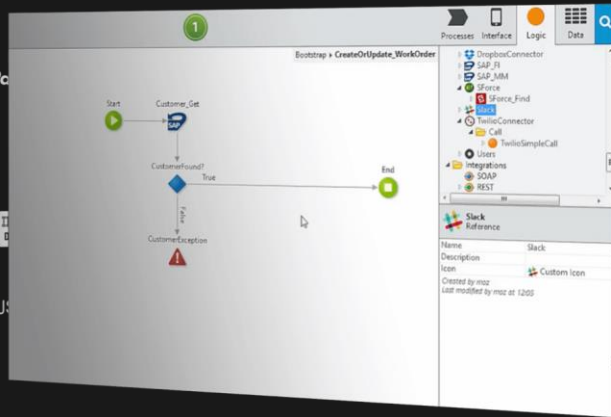 1
Processes Interface Logic Data
Bootstrap ▸ CreateOrUpdate_WorkOrder
DropboxConnector
SAP_FI
SAP_MM
SForce
SForce_Find
Slack
TwilioConnector
Call
TwilioSimpleCall
Users
Integrations
SOAP
REST
Start
Customer_Get
SAP
CustomerFound?
True
End
False
CustomerException
Slack
Reference
Name Slack
Description
Icon Custom Icon
Created by moz
Last modified by moz at 12:05